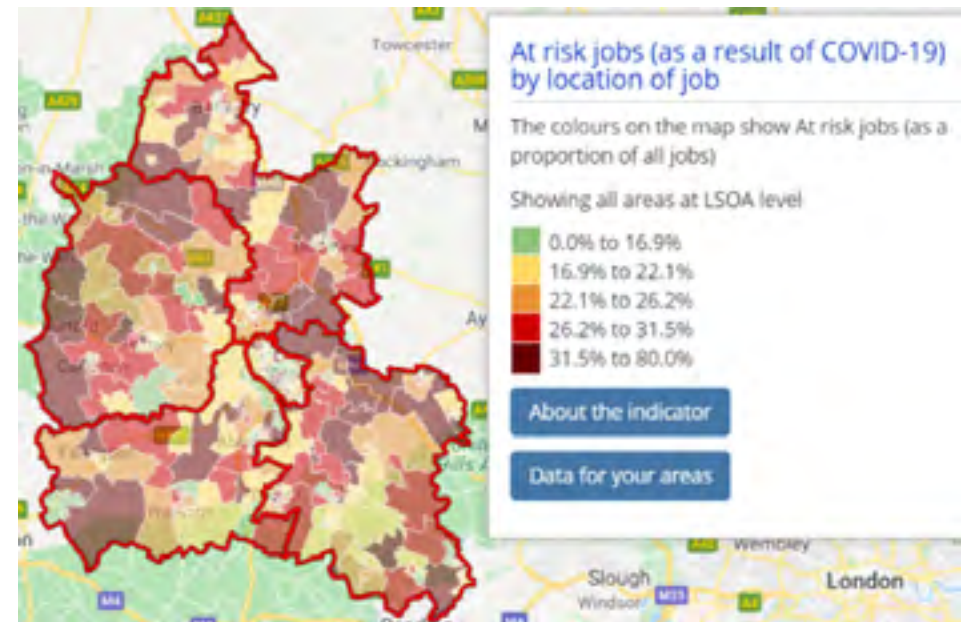 Towcester
At risk jobs (as a result of COVID-19)
by location of job
The colours on the map show At risk jobs (as a
proportion of all jobs)
Showing all areas at LSOA level
0.0% to 16.9%
16.9% to 22.1%
22.1% to 26.2%
26.2% to 31.5%
31.5% to 80.0%
About the indicator
Data for your areas
ckingham
Ay
Wembley
Slough
London
Windsor
M4